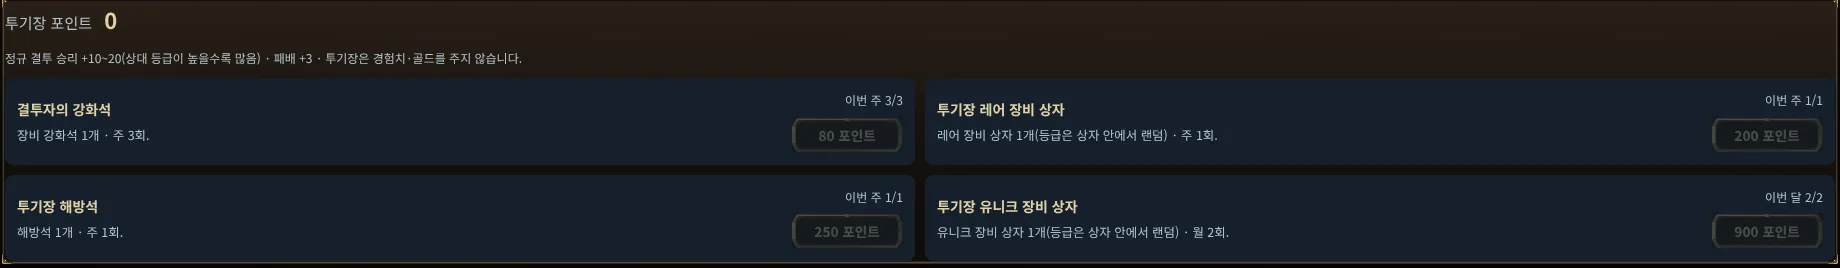 투기장 포인트 0
정규 결투 승리 +10~20(상대 등급이 높을수록 많음) · 패배 +3 · 투기장은 경험치·골드를 주지 않습니다.
결투자의 강화석
이번 주 3/3
장비 강화석 1개 · 주 3회.
80 포인트
투기장 레어 장비 상자
이번 주 1/1
레어 장비 상자 1개(등급은 상자 안에서 랜덤) · 주 1회.
200 포인트
투기장 해방석
이번 주 1/1
해방석 1개 · 주 1회.
250 포인트
투기장 유니크 장비 상자
이번 달 2/2
유니크 장비 상자 1개(등급은 상자 안에서 랜덤) · 월 2회.
900 포인트